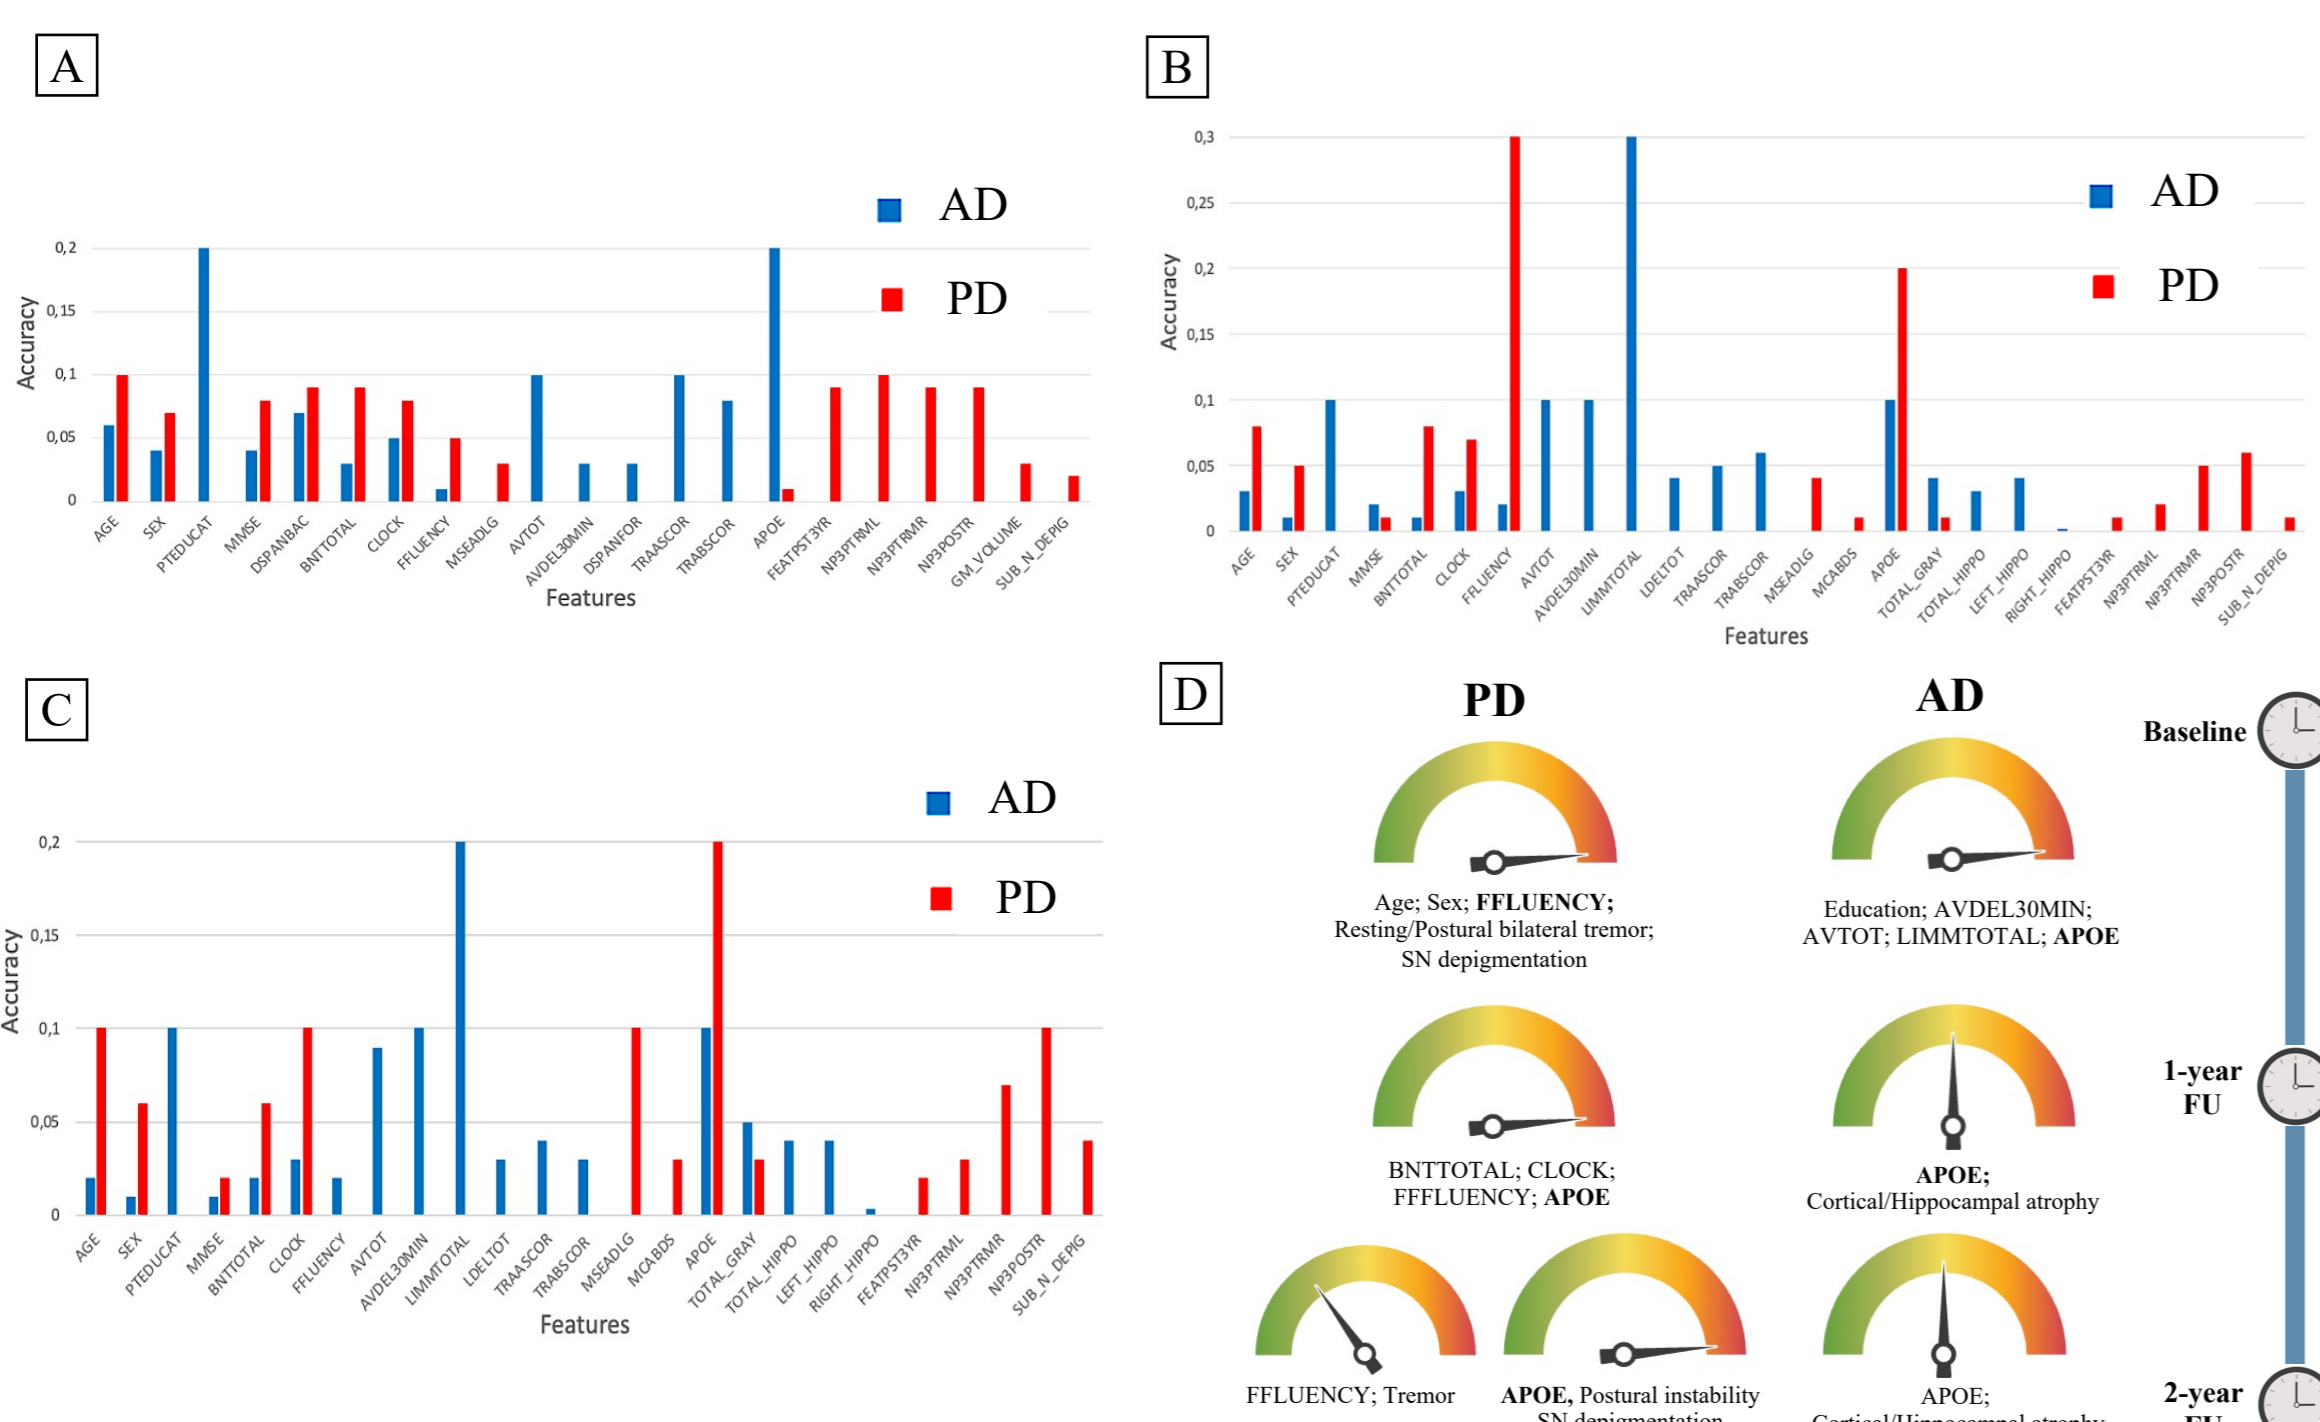 A
AD
PD
0,2
0,15
0,1
0,05
0
Accuracy
AGE
SEX
PTEDUCAT
MMSE
DSPANBAC
BNTTOTAL
CLOCK
FFLUENCY
MSEADLG
AVTOT
AVDEL30MIN
DSPANFOR
TRAASCOR
TRABSCOR
APOE
FEATPST3YR
NP3PTRML
NP3PTRMR
NP3POSTR
GM_VOLUME
SUB_N_DEPIG
Features
B
AD
PD
0,3
0,25
0,2
0,15
0,1
0,05
0
Accuracy
AGE
SEX
PTEDUCAT
MMSE
BNTTOTAL
CLOCK
FFLUENCY
AVTOT
AVDEL30MIN
LIMMTOTAL
LDELTOT
TRAASCOR
TRABSCOR
MSEADLG
MCABDS
APOE
TOTAL_GRAY
TOTAL_HIPPO
LEFT_HIPPO
RIGHT_HIPPO
FEATPST3YR
NP3PTRML
NP3PTRMR
NP3POSTR
SUB_N_DEPIG
Features
C
AD
PD
0,2
0,15
0,1
0,05
0
Accuracy
AGE
SEX
PTEDUCAT
MMSE
BNTTOTAL
CLOCK
FFLUENCY
AVTOT
AVDEL30MIN
LIMMTOTAL
LDELTOT
TRAASCOR
TRABSCOR
MSEADLG
MCABDS
APOE
TOTAL_GRAY
TOTAL_HIPPO
LEFT_HIPPO
RIGHT_HIPPO
FEATPST3YR
NP3PTRML
NP3PTRMR
NP3POSTR
SUB_N_DEPIG
Features
D
PD
AD
Baseline
Age; Sex; FFLUENCY;
Resting/Postural bilateral tremor;
SN depigmentation
Education; AVDEL30MIN;
AVTOT; LIMMTOTAL; APOE
1-year
FU
BNTTOTAL; CLOCK;
FFFLUENCY; APOE
APOE;
Cortical/Hippocampal atrophy
FFLUENCY; Tremor
APOE, Postural instability
SN depigmentation
APOE;
Cortical/Hippocampal atrophy
2-year
FU